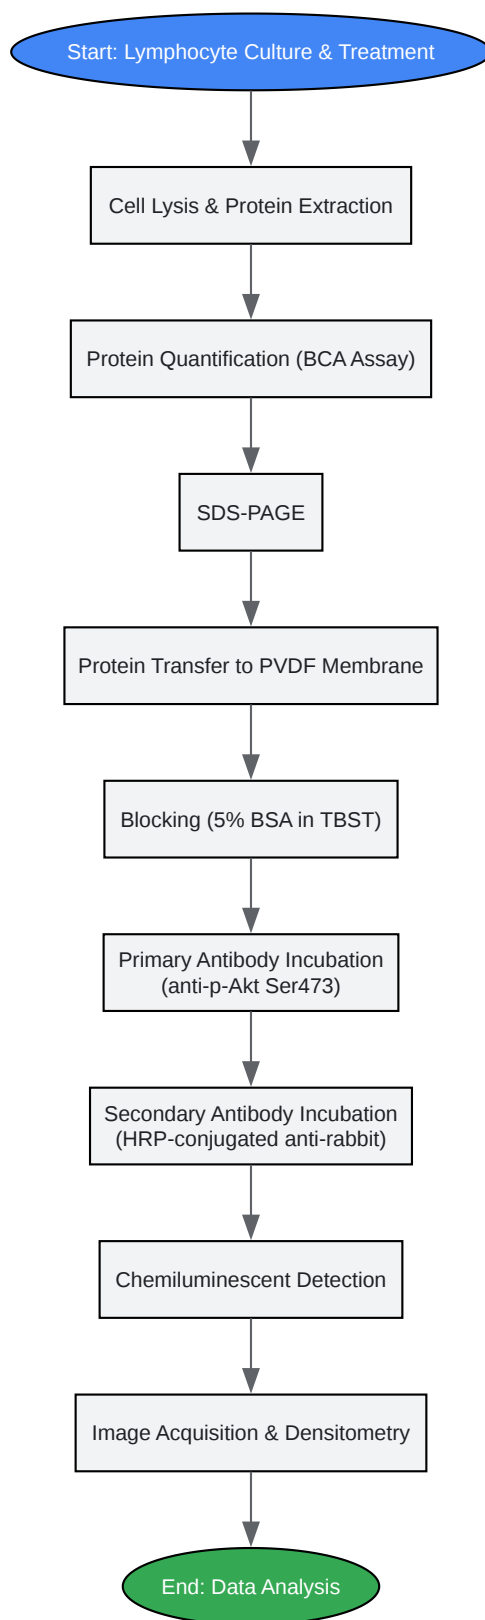 Start: Lymphocyte Culture & Treatment
Cell Lysis & Protein Extraction
Protein Quantification (BCA Assay)
SDS-PAGE
Protein Transfer to PVDF Membrane
Blocking (5% BSA in TBST)
Primary Antibody Incubation
(anti-p-Akt Ser473)
Secondary Antibody Incubation
(HRP-conjugated anti-rabbit)
Chemiluminescent Detection
Image Acquisition & Densitometry
End: Data Analysis